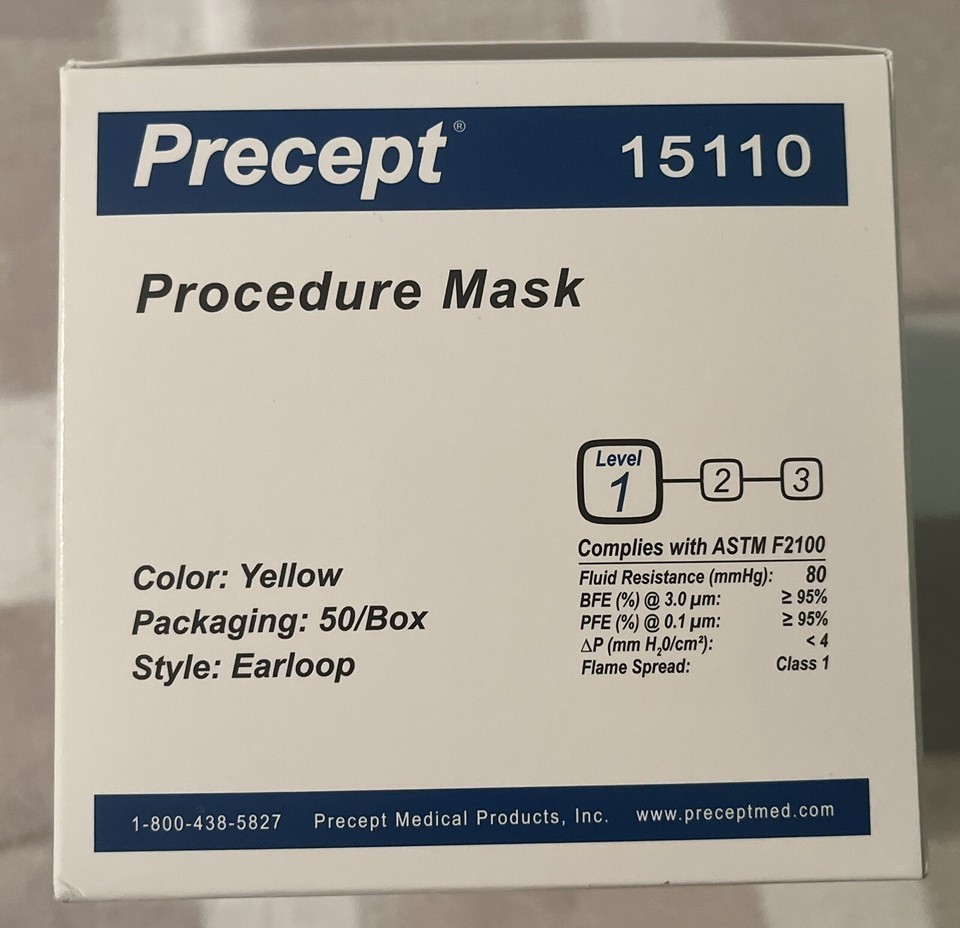 Precept® 15110
Procedure Mask
Level
1 2 3
Complies with ASTM F2100
Fluid Resistance (mmHg): 80
BFE (%) @ 3.0 µm: ≥ 95%
PFE (%) @ 0.1 µm: ≥ 95%
ΔP (mm H₂0/cm²): < 4
Flame Spread: Class 1
Color: Yellow
Packaging: 50/Box
Style: Earloop
1-800-438-5827 Precept Medical Products, Inc. www.preceptmed.com